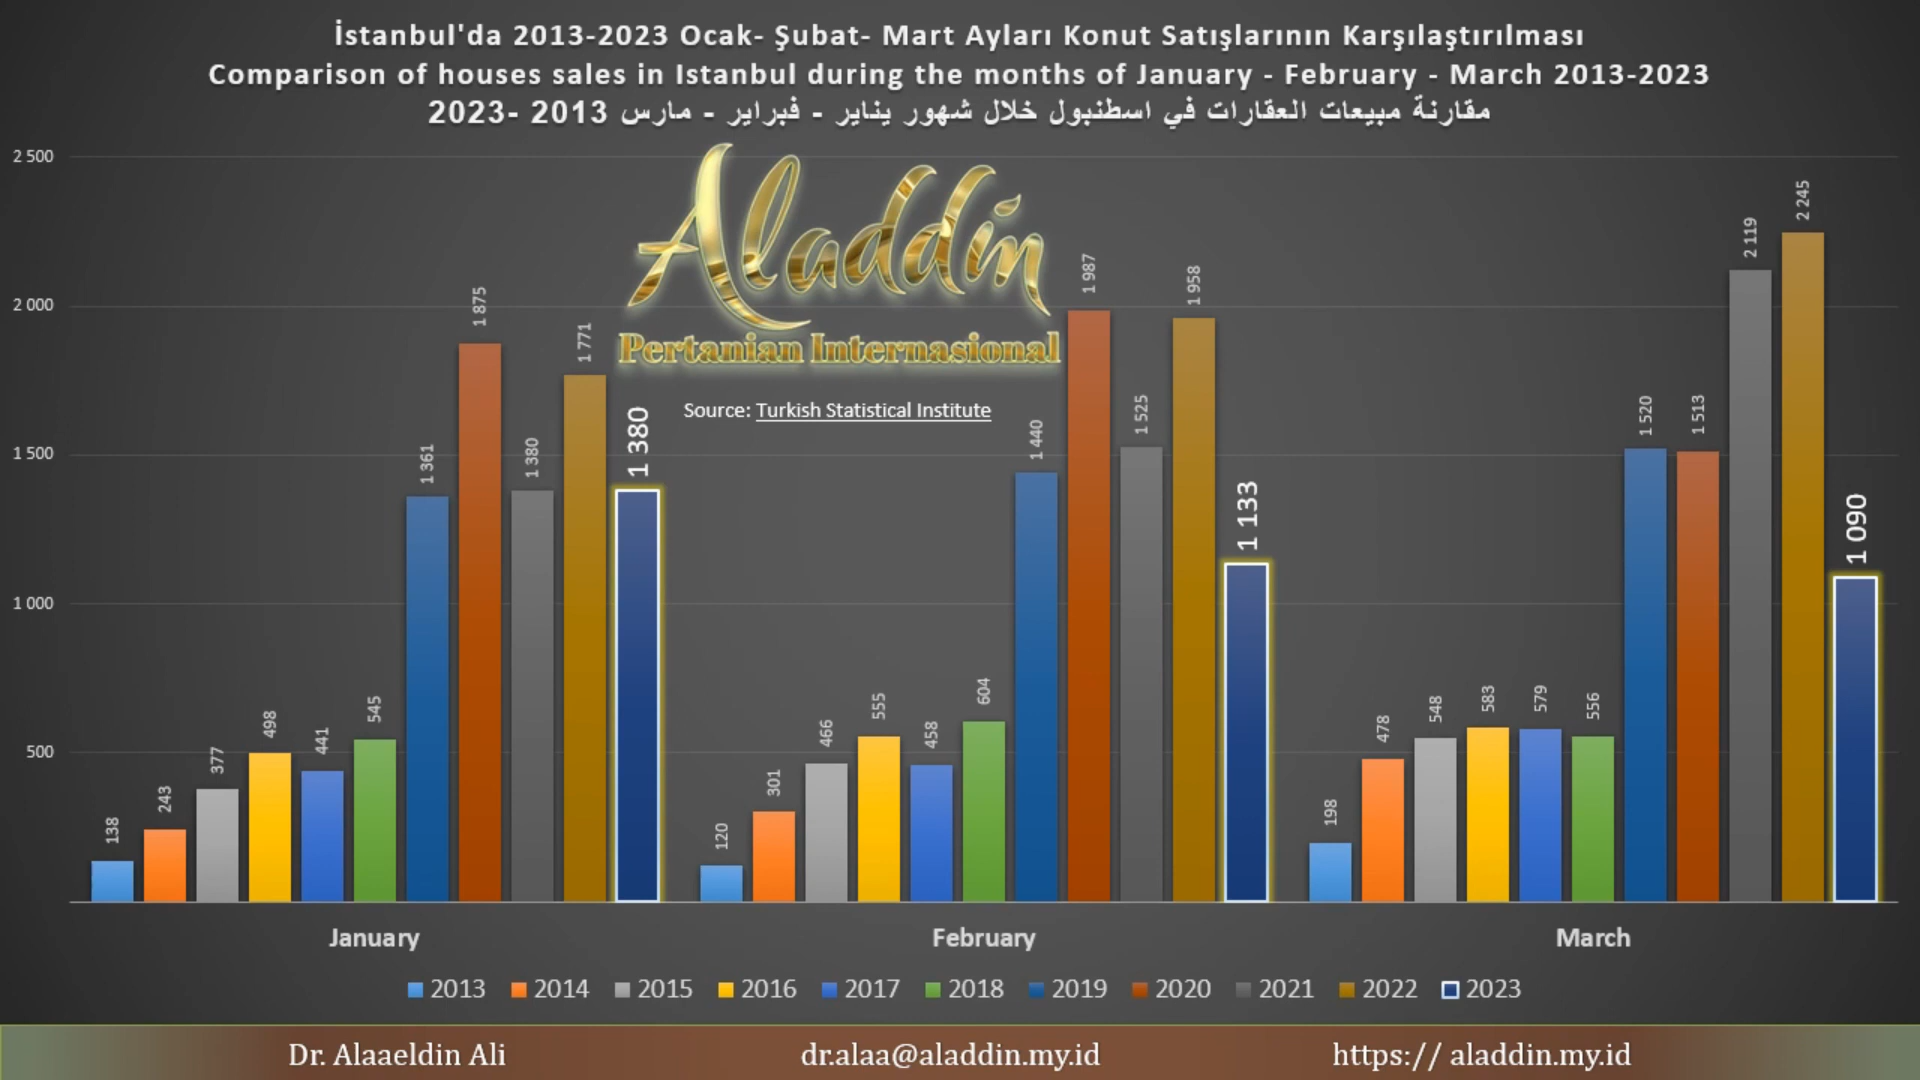 İstanbul'da 2013-2023 Ocak- Şubat- Mart Ayları Konut Satışlarının Karşılaştırılması
Comparison of houses sales in Istanbul during the months of January - February - March 2013-2023
مقارنة مبيعات العقارات في اسطنبول خلال شهور يناير - فبراير - مارس 2013 -2023
Aladdin
Pertanian Internasional
Source: Turkish Statistical Institute
2 500
2 000
1 500
1 000
500
138
243
377
498
441
545
1 361
1 875
1 380
1 771
1 380
120
301
466
555
458
604
1 440
1 987
1 525
1 958
1 133
198
478
548
583
579
556
1 520
1 513
2 119
2 245
1 090
January
February
March
2013 2014 2015 2016 2017 2018 2019 2020 2021 2022 2023
Dr. Alaaeldin Ali
dr.alaa@aladdin.my.id
https:// aladdin.my.id